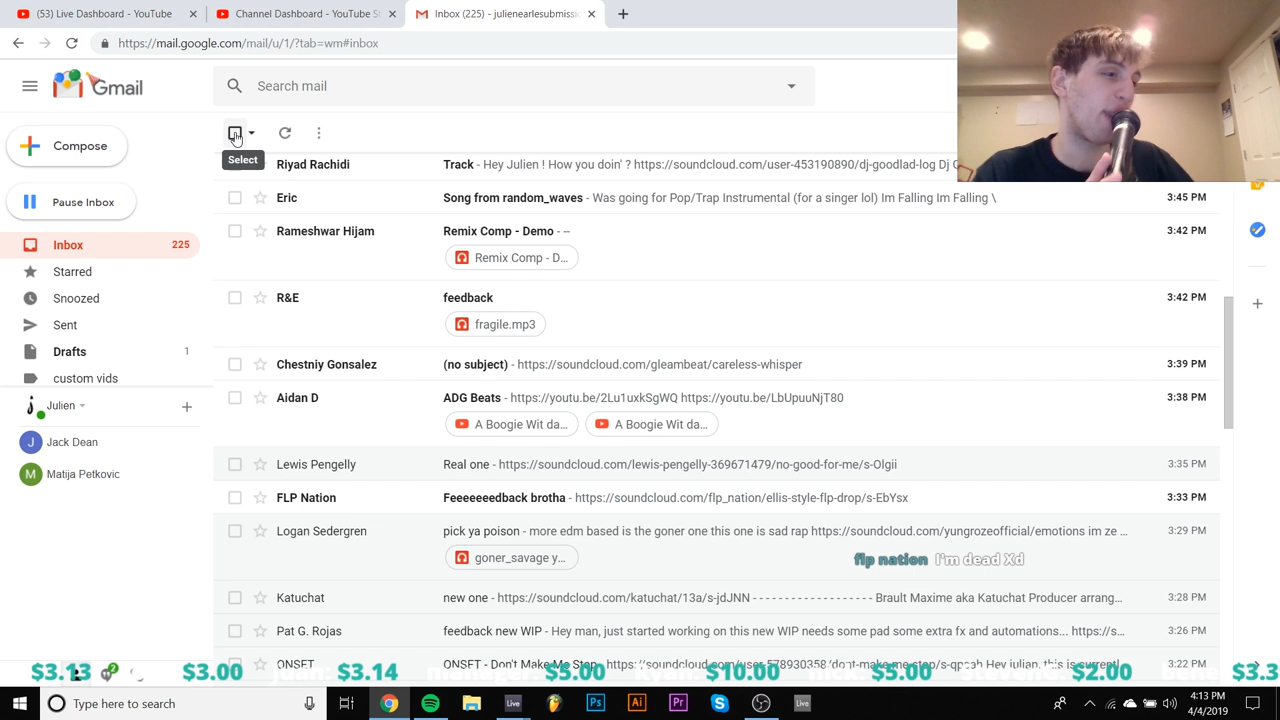 (53) Live Dashboard - YouTube
Channel Dashboard - YouTube S
Inbox (225) - julienearlesubmissi
https://mail.google.com/mail/u/1/?tab=wm#inbox
Gmail
Search mail
Compose
Select
Pause Inbox
Inbox 225
Starred
Snoozed
Sent
Drafts 1
custom vids
Julien
J Jack Dean
M Matija Petkovic
Riyad Rachidi Track - Hey Julien ! How you doin' ? https://soundcloud.com/user-453190890/dj-goodlad-log Dj G
Eric Song from random_waves - Was going for Pop/Trap Instrumental (for a singer lol) Im Falling Im Falling \ 3:45 PM
Rameshwar Hijam Remix Comp - Demo - -- 3:42 PM
Remix Comp - D...
R&E feedback 3:42 PM
fragile.mp3
Chestniy Gonsalez (no subject) - https://soundcloud.com/gleambeat/careless-whisper 3:39 PM
Aidan D ADG Beats - https://youtu.be/2Lu1uxkSgWQ https://youtu.be/LbUpuuNjT80 3:38 PM
A Boogie Wit da... A Boogie Wit da...
Lewis Pengelly Real one - https://soundcloud.com/lewis-pengelly-369671479/no-good-for-me/s-Olgii 3:35 PM
FLP Nation Feeeeeeedback brotha - https://soundcloud.com/flp_nation/ellis-style-flp-drop/s-EbYsx 3:33 PM
Logan Sedergren pick ya poison - more edm based is the goner one this one is sad rap https://soundcloud.com/yungrozeofficial/emotions im ze ... 3:29 PM
goner_savage y...
flp nation I'm dead Xd
Katuchat new one - https://soundcloud.com/katuchat/13a/s-jdJNN - - - - - - - - - - - - - - - - - - - Brault Maxime aka Katuchat Producer arrang... 3:28 PM
Pat G. Rojas feedback new WIP - Hey man, just started working on this new WIP needs some pad some extra fx and automations... https://s... 3:26 PM
ONSET ONSET - Don't Make Me Stop - 3:22 PM
$3.13 $3.00 juan: $3.14 manager: $5.00 kyan: $10.00 nick: $5.00 StevenG: $2.00 $3.3
Type here to search
4:13 PM
4/4/2019